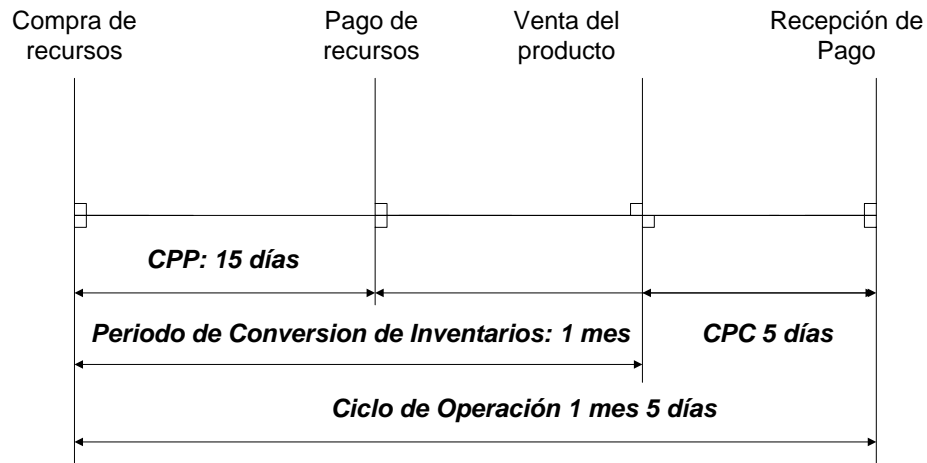 Compra de
recursos
Pago de
recursos
Venta del
producto
Recepción de
Pago
CPP: 15 días
Periodo de Conversion de Inventarios: 1 mes
CPC 5 días
Ciclo de Operación 1 mes 5 días